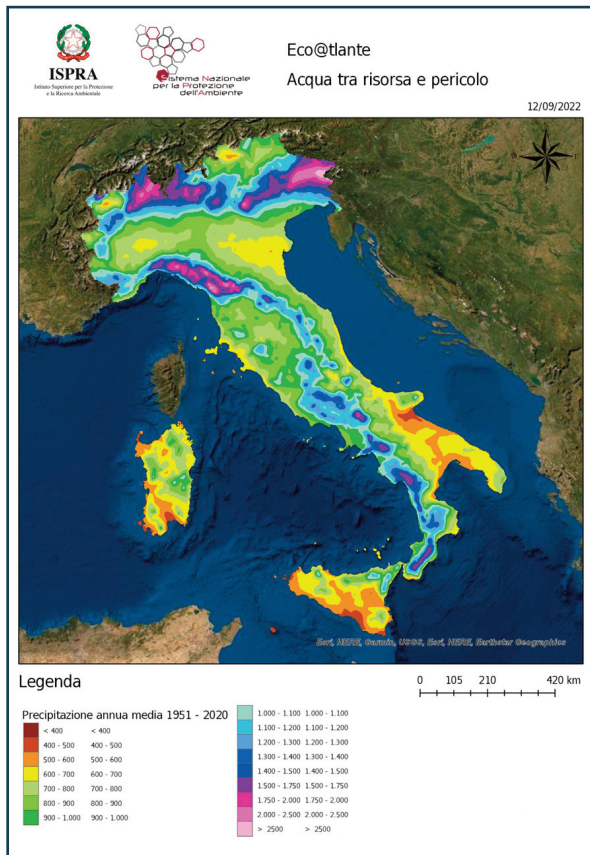 ISPRA
Istituto Superiore per la Protezione
e la Ricerca Ambientale
Sistema Nazionale
per la Protezione
dell'Ambiente
Eco@tlante
Acqua tra risorsa e pericolo
12/09/2022
Esri, HERE, Garmin, USGS, Esri, HERE, Earthstar Geographics
Legenda
0 105 210 420 km
Precipitazione annua media 1951 - 2020
< 400 < 400
400 - 500 400 - 500
500 - 600 500 - 600
600 - 700 600 - 700
700 - 800 700 - 800
800 - 900 800 - 900
900 - 1.000 900 - 1.000
1.000 - 1.100 1.000 - 1.100
1.100 - 1.200 1.100 - 1.200
1.200 - 1.300 1.200 - 1.300
1.300 - 1.400 1.300 - 1.400
1.400 - 1.500 1.400 - 1.500
1.500 - 1.750 1.500 - 1.750
1.750 - 2.000 1.750 - 2.000
2.000 - 2.500 2.000 - 2.500
> 2500 > 2500